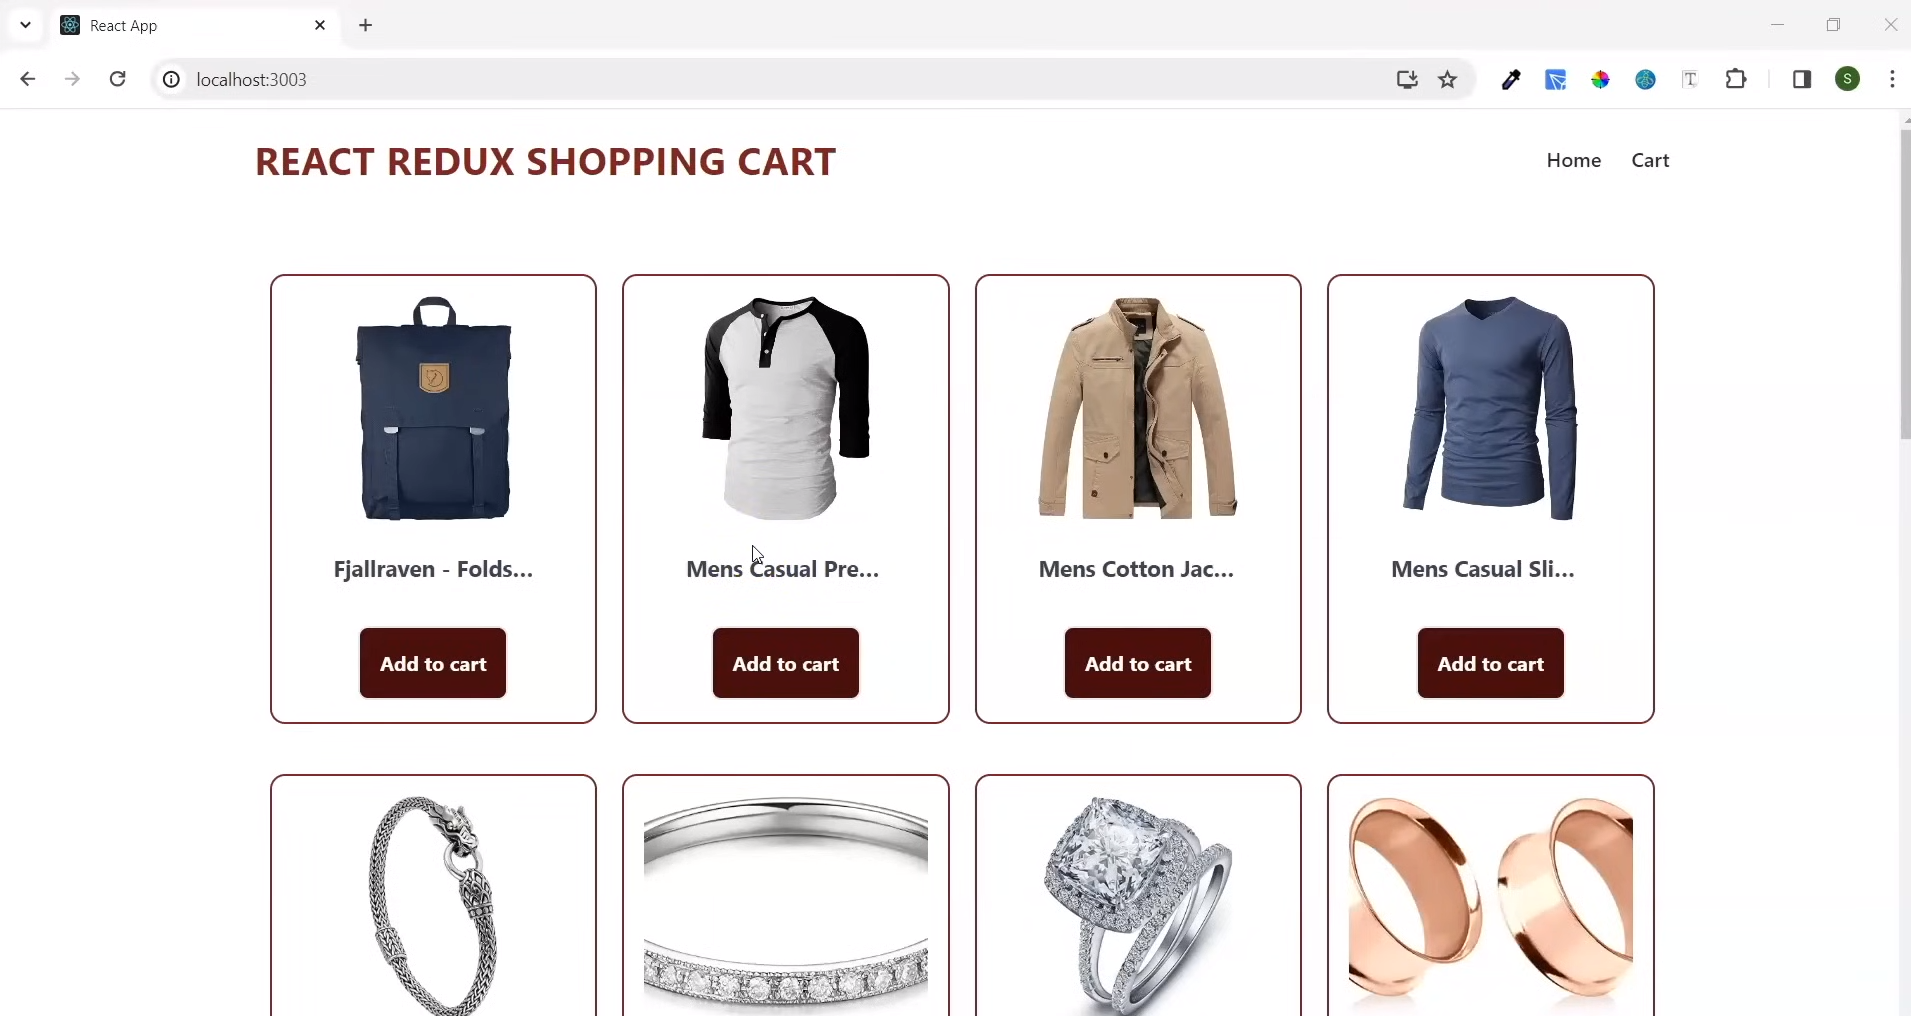 React App
localhost:3003
S
REACT REDUX SHOPPING CART
Home
Cart
Fjallraven - Folds...
Mens Casual Pre...
Mens Cotton Jac...
Mens Casual Sli...
Add to cart
Add to cart
Add to cart
Add to cart